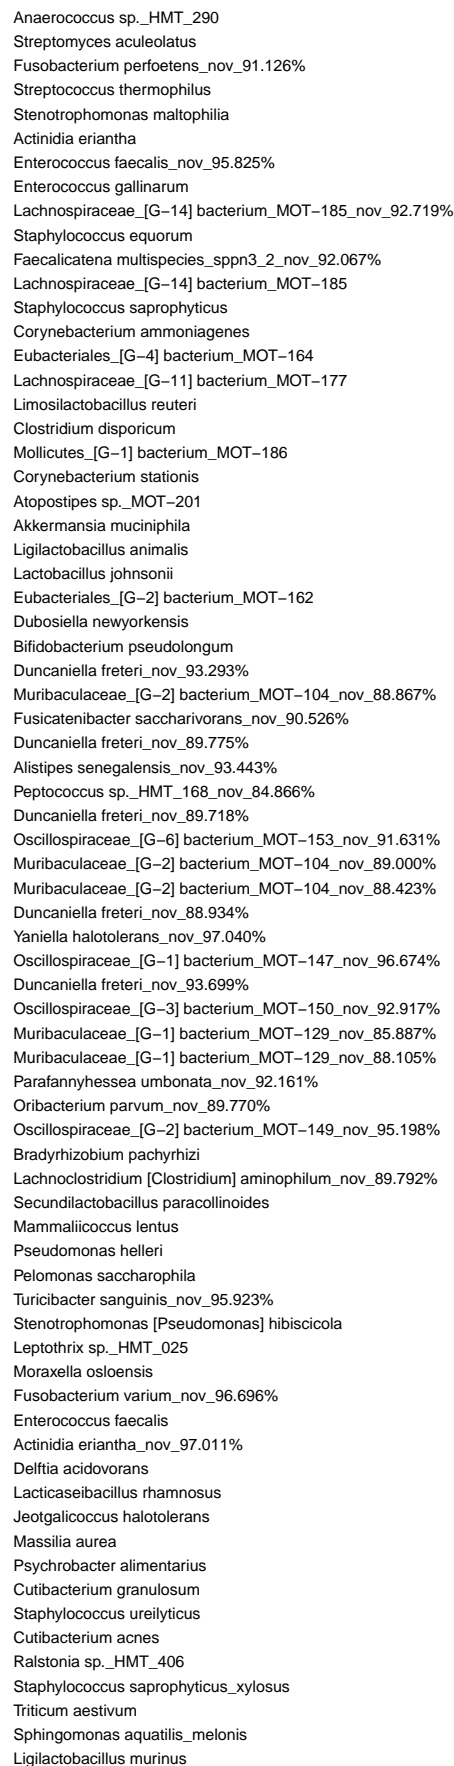 Anaerococcus sp._HMT_290
Streptomyces aculeolatus
Fusobacterium perfoetens_nov_91.126%
Streptococcus thermophilus
Stenotrophomonas maltophilia
Actinidia eriantha
Enterococcus faecalis_nov_95.825%
Enterococcus gallinarum
Lachnospiraceae_[G−14] bacterium_MOT−185_nov_92.719%
Staphylococcus equorum
Faecalicatena multispecies_sppn3_2_nov_92.067%
Lachnospiraceae_[G−14] bacterium_MOT−185
Staphylococcus saprophyticus
Corynebacterium ammoniagenes
Eubacteriales_[G−4] bacterium_MOT−164
Lachnospiraceae_[G−11] bacterium_MOT−177
Limosilactobacillus reuteri
Clostridium disporicum
Mollicutes_[G−1] bacterium_MOT−186
Corynebacterium stationis
Atopostipes sp._MOT−201
Akkermansia muciniphila
Ligilactobacillus animalis
Lactobacillus johnsonii
Eubacteriales_[G−2] bacterium_MOT−162
Dubosiella newyorkensis
Bifidobacterium pseudolongum
Duncaniella freteri_nov_93.293%
Muribaculaceae_[G−2] bacterium_MOT−104_nov_88.867%
Fusicatenibacter saccharivorans_nov_90.526%
Duncaniella freteri_nov_89.775%
Alistipes senegalensis_nov_93.443%
Peptococcus sp._HMT_168_nov_84.866%
Duncaniella freteri_nov_89.718%
Oscillospiraceae_[G−6] bacterium_MOT−153_nov_91.631%
Muribaculaceae_[G−2] bacterium_MOT−104_nov_89.000%
Muribaculaceae_[G−2] bacterium_MOT−104_nov_88.423%
Duncaniella freteri_nov_88.934%
Yaniella halotolerans_nov_97.040%
Oscillospiraceae_[G−1] bacterium_MOT−147_nov_96.674%
Duncaniella freteri_nov_93.699%
Oscillospiraceae_[G−3] bacterium_MOT−150_nov_92.917%
Muribaculaceae_[G−1] bacterium_MOT−129_nov_85.887%
Muribaculaceae_[G−1] bacterium_MOT−129_nov_88.105%
Parafannyhessea umbonata_nov_92.161%
Oribacterium parvum_nov_89.770%
Oscillospiraceae_[G−2] bacterium_MOT−149_nov_95.198%
Bradyrhizobium pachyrhizi
Lachnoclostridium [Clostridium] aminophilum_nov_89.792%
Secundilactobacillus paracollinoides
Mammaliicoccus lentus
Pseudomonas helleri
Pelomonas saccharophila
Turicibacter sanguinis_nov_95.923%
Stenotrophomonas [Pseudomonas] hibiscicola
Leptothrix sp._HMT_025
Moraxella osloensis
Fusobacterium varium_nov_96.696%
Enterococcus faecalis
Actinidia eriantha_nov_97.011%
Delftia acidovorans
Lacticaseibacillus rhamnosus
Jeotgalicoccus halotolerans
Massilia aurea
Psychrobacter alimentarius
Cutibacterium granulosum
Staphylococcus ureilyticus
Cutibacterium acnes
Ralstonia sp._HMT_406
Staphylococcus saprophyticus_xylosus
Triticum aestivum
Sphingomonas aquatilis_melonis
Ligilactobacillus murinus